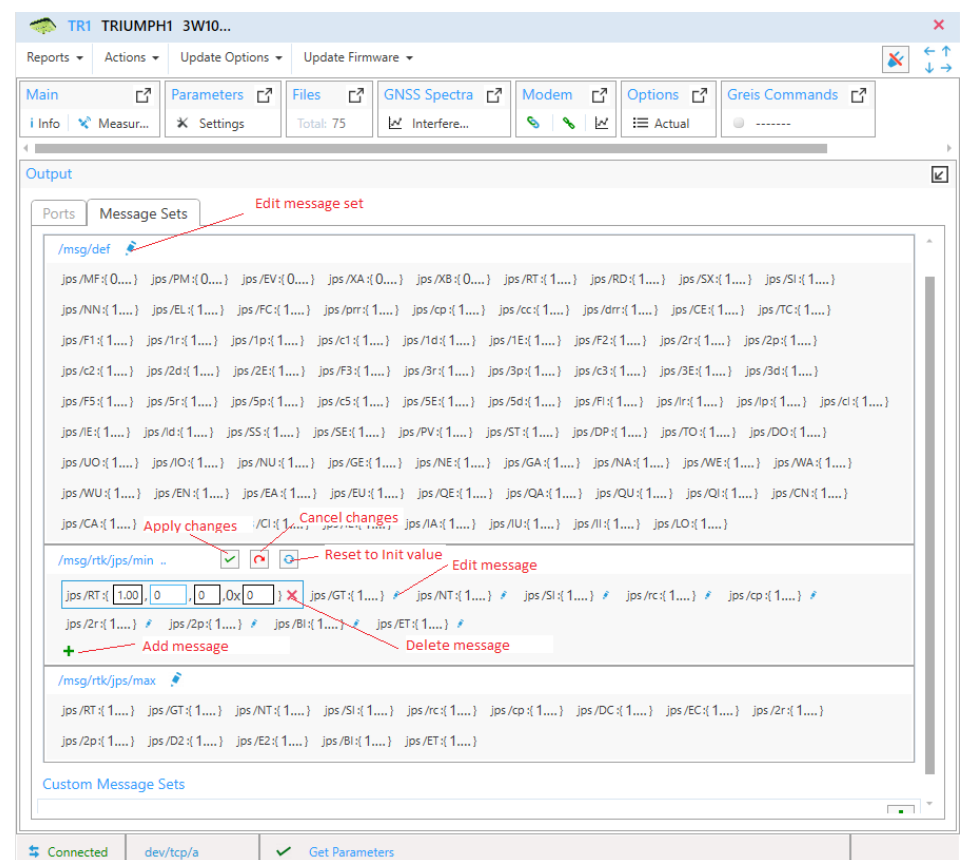 TR1 TRIUMPH1 3W10...
Reports Actions Update Options Update Firmware
Main Parameters Files GNSS Spectra Modem Options Greis Commands
i Info Measur... Settings Total: 75 Interfere... Actual -------
Output
Ports Message Sets Edit message set
/msg/def
jps/MF:{0....} jps/PM:{0....} jps/EV:{0....} jps/XA:{0....} jps/XB:{0....} jps/RT:{1....} jps/RD:{1....} jps/SX:{1....} jps/SI:{1....}
jps/NN:{1....} jps/EL:{1....} jps/FC:{1....} jps/prr:{1....} jps/cp:{1....} jps/cc:{1....} jps/drr:{1....} jps/CE:{1....} jps/TC:{1....}
jps/F1:{1....} jps/1r:{1....} jps/1p:{1....} jps/c1:{1....} jps/1d:{1....} jps/1E:{1....} jps/F2:{1....} jps/2r:{1....} jps/2p:{1....}
jps/c2:{1....} jps/2d:{1....} jps/2E:{1....} jps/F3:{1....} jps/3r:{1....} jps/3p:{1....} jps/c3:{1....} jps/3E:{1....} jps/3d:{1....}
jps/F5:{1....} jps/5r:{1....} jps/5p:{1....} jps/c5:{1....} jps/5E:{1....} jps/5d:{1....} jps/Fl:{1....} jps/lr:{1....} jps/lp:{1....} jps/cl:{1....}
jps/lE:{1....} jps/ld:{1....} jps/SS:{1....} jps/SE:{1....} jps/PV:{1....} jps/ST:{1....} jps/DP:{1....} jps/TO:{1....} jps/DO:{1....}
jps/UO:{1....} jps/IO:{1....} jps/NU:{1....} jps/GE:{1....} jps/NE:{1....} jps/GA:{1....} jps/NA:{1....} jps/WE:{1....} jps/WA:{1....}
jps/WU:{1....} jps/EN:{1....} jps/EA:{1....} jps/EU:{1....} jps/QE:{1....} jps/QA:{1....} jps/QU:{1....} jps/QI:{1....} jps/CN:{1....}
jps/CA:{1....} Apply changes /CI:{1....} Cancel changes jps/IA:{1....} jps/IU:{1....} jps/II:{1....} jps/LO:{1....}
/msg/rtk/jps/min .. Reset to Init value Edit message
jps/RT:{ 1.00 , 0 , 0 ,0x 0 } jps/GT:{1....} jps/NT:{1....} jps/SI:{1....} jps/rc:{1....} jps/cp:{1....}
jps/2r:{1....} jps/2p:{1....} jps/BI:{1....} jps/ET:{1....}
Add message Delete message
/msg/rtk/jps/max
jps/RT:{1....} jps/GT:{1....} jps/NT:{1....} jps/SI:{1....} jps/rc:{1....} jps/cp:{1....} jps/DC:{1....} jps/EC:{1....} jps/2r:{1....}
jps/2p:{1....} jps/D2:{1....} jps/E2:{1....} jps/BI:{1....} jps/ET:{1....}
Custom Message Sets
Connected dev/tcp/a Get Parameters